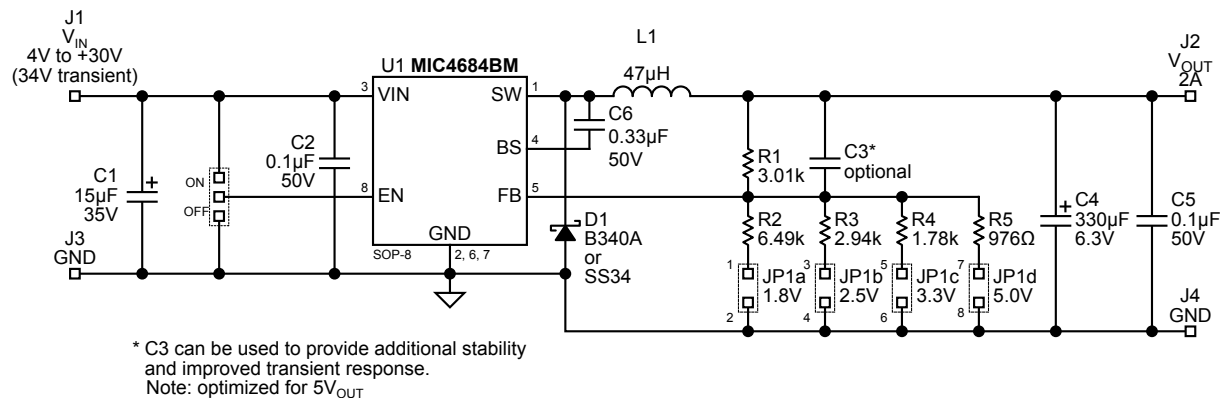 J1
VIN
4V to +30V
(34V transient)
U1 MIC4684BM
3
VIN
SW
1
BS
4
8
EN
FB
5
GND
SOP-8
2, 6, 7
C1
15µF
35V
+
ON
OFF
C2
0.1µF
50V
J3
GND
L1
47µH
C6
0.33µF
50V
D1
B340A
or
SS34
R1
3.01k
C3*
optional
R2
6.49k
R3
2.94k
R4
1.78k
R5
976Ω
1
JP1a
1.8V
2
3
JP1b
2.5V
4
5
JP1c
3.3V
6
7
JP1d
5.0V
8
+
C4
330µF
6.3V
C5
0.1µF
50V
J2
VOUT
2A
J4
GND
* C3 can be used to provide additional stability
and improved transient response.
Note: optimized for 5VOUT